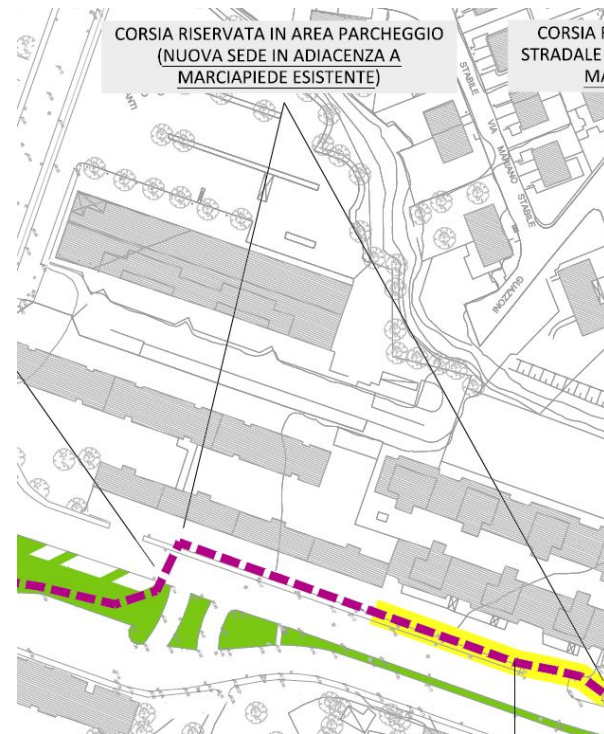 CORSIA RISERVATA IN AREA PARCHEGGIO
(NUOVA SEDE IN ADIACENZA A
MARCIAPIEDE ESISTENTE)
CORSIA
STRADALE
STABILE
VIA MARIANO STABILE
GUAZZONI